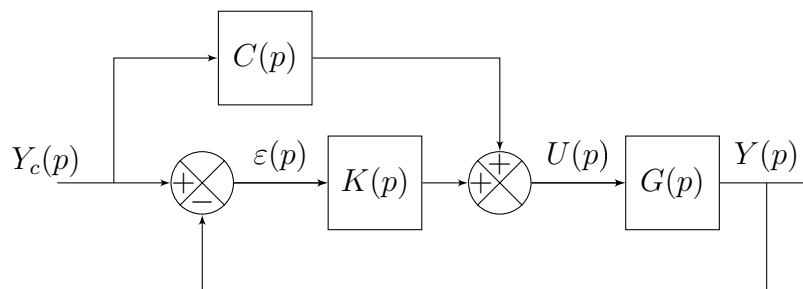 C(p)
Y_c(p) ε(p) K(p) U(p) G(p) Y(p)
+ − + +